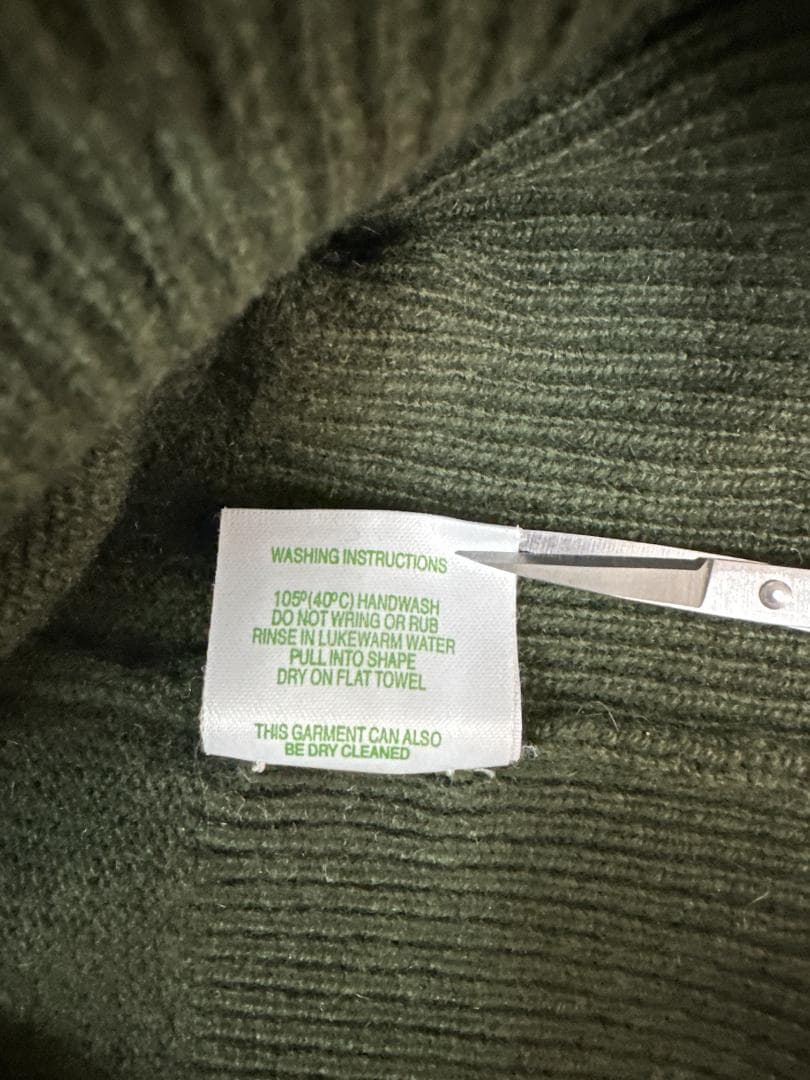 WASHING INSTRUCTIONS
105º(40ºC) HANDWASH
DO NOT WRING OR RUB
RINSE IN LUKEWARM WATER
PULL INTO SHAPE
DRY ON FLAT TOWEL
THIS GARMENT CAN ALSO
BE DRY CLEANED